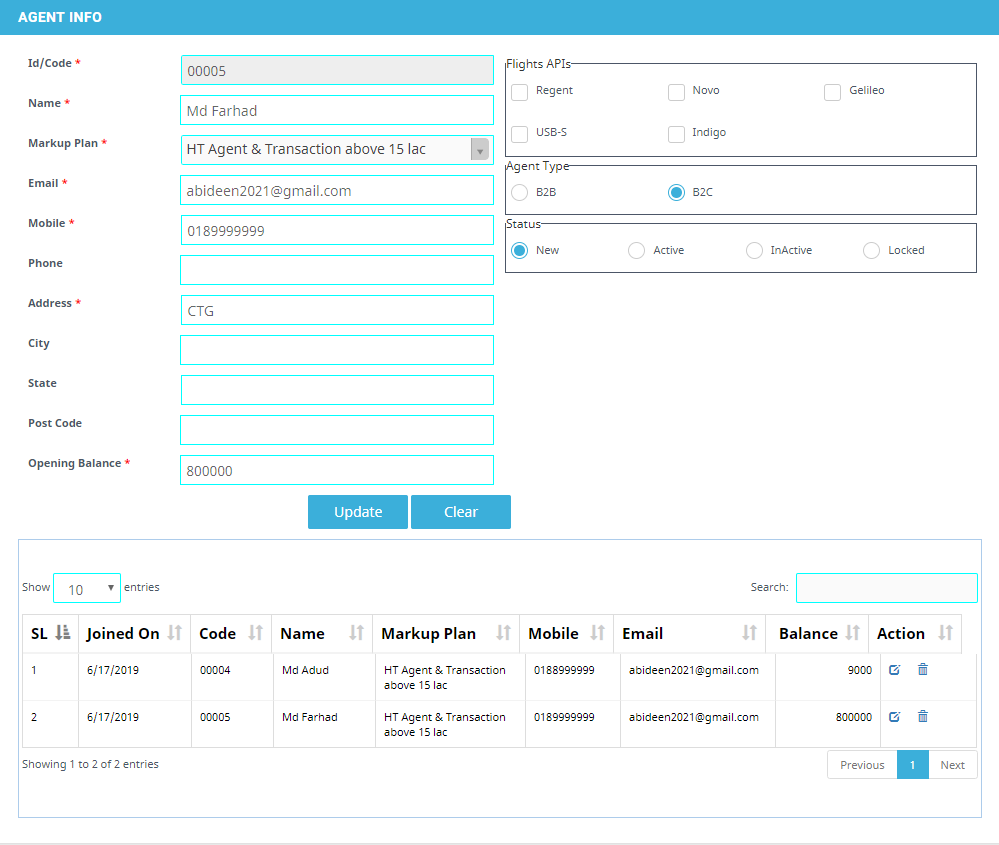 AGENT INFO
Id/Code *
00005
Name *
Md Farhad
Markup Plan *
HT Agent & Transaction above 15 lac
Email *
abideen2021@gmail.com
Mobile *
0189999999
Phone
Address *
CTG
City
State
Post Code
Opening Balance *
800000
Flights APIs
Regent Novo Gelileo
USB-S Indigo
Agent Type
B2B B2C
Status
New Active InActive Locked
Update Clear
Show 10 entries Search:
SL Joined On Code Name Markup Plan Mobile Email Balance Action
1 6/17/2019 00004 Md Adud HT Agent & Transaction 0188999999 abideen2021@gmail.com 9000
above 15 lac
2 6/17/2019 00005 Md Farhad HT Agent & Transaction 0189999999 abideen2021@gmail.com 800000
above 15 lac
Showing 1 to 2 of 2 entries Previous 1 Next